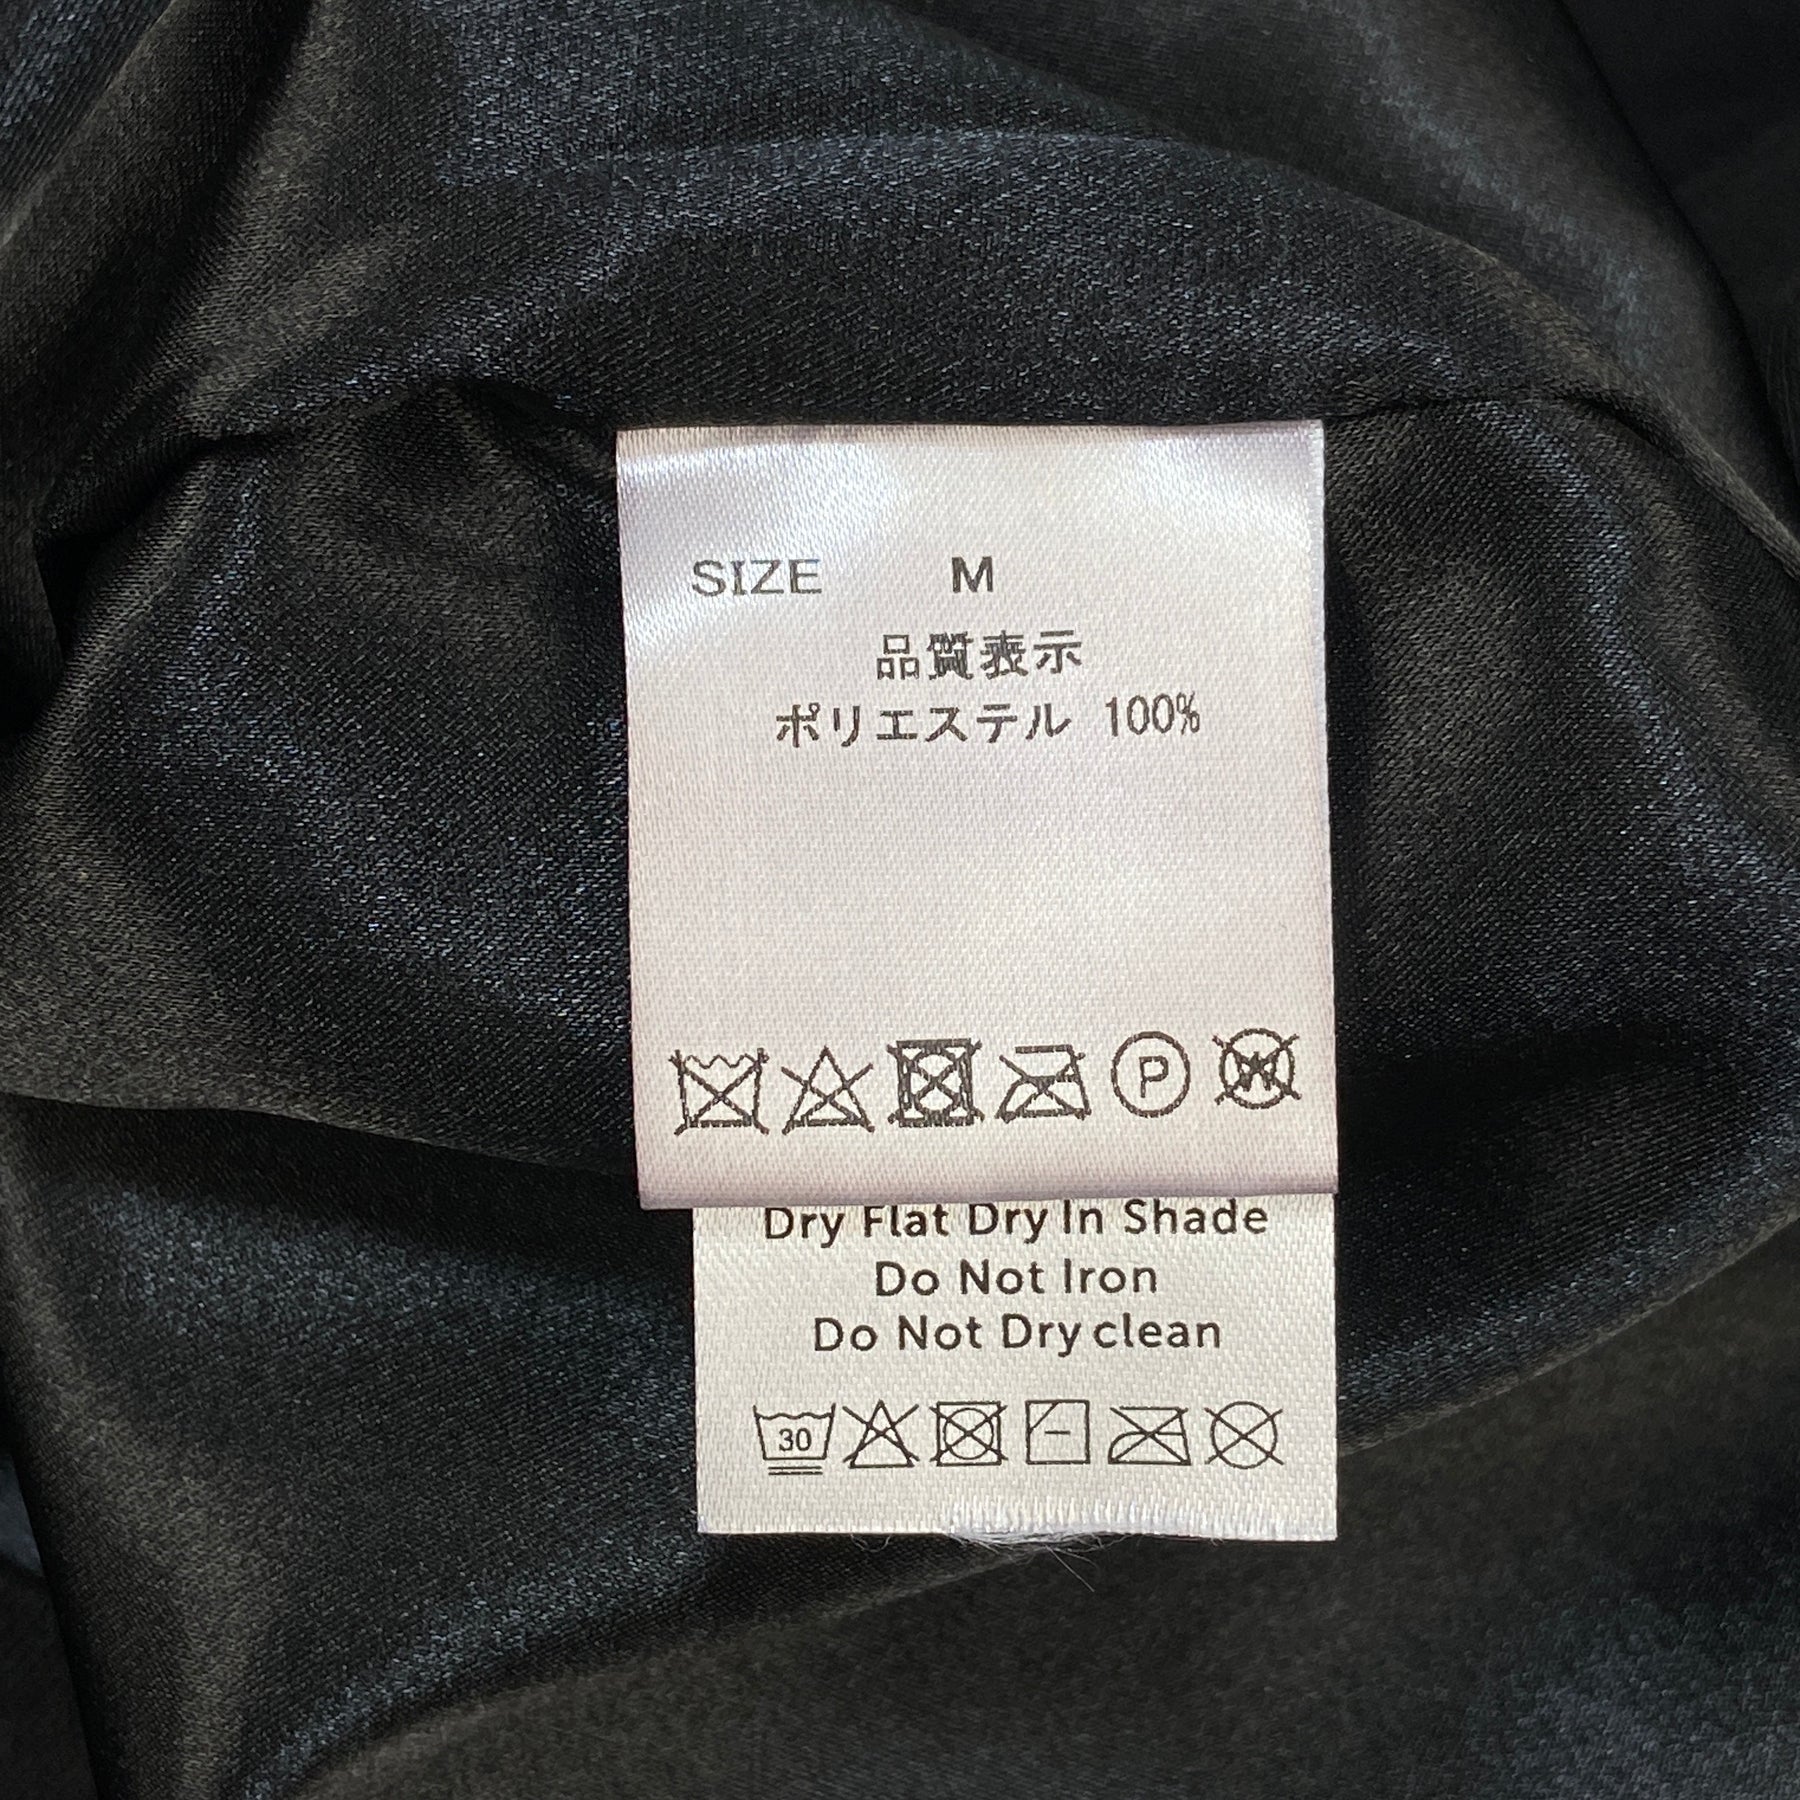 SIZE M
品質表示
ポリエステル 100%
P W
Dry Flat Dry In Shade
Do Not Iron
Do Not Dry clean
30